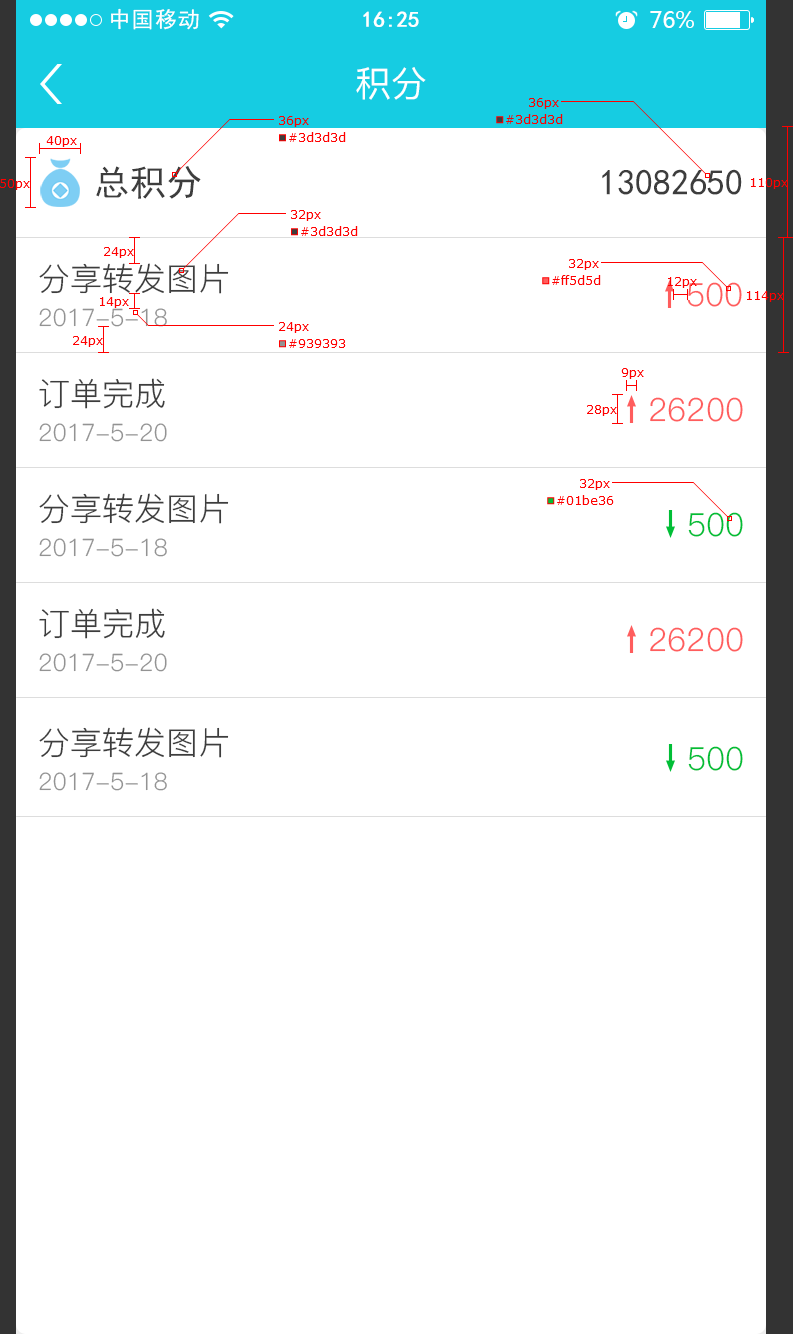 中国移动 16:25 76%
积分
36px
#3d3d3d
36px
#3d3d3d
40px
50px
总积分 13082650
110px
32px
#3d3d3d
24px
分享转发图片
32px
#ff5d5d
12px
500
114px
14px
2017-5-18
24px
#939393
24px
订单完成
2017-5-20
9px
28px
26200
分享转发图片
2017-5-18
32px
#01be36
500
订单完成
2017-5-20
26200
分享转发图片
2017-5-18
500